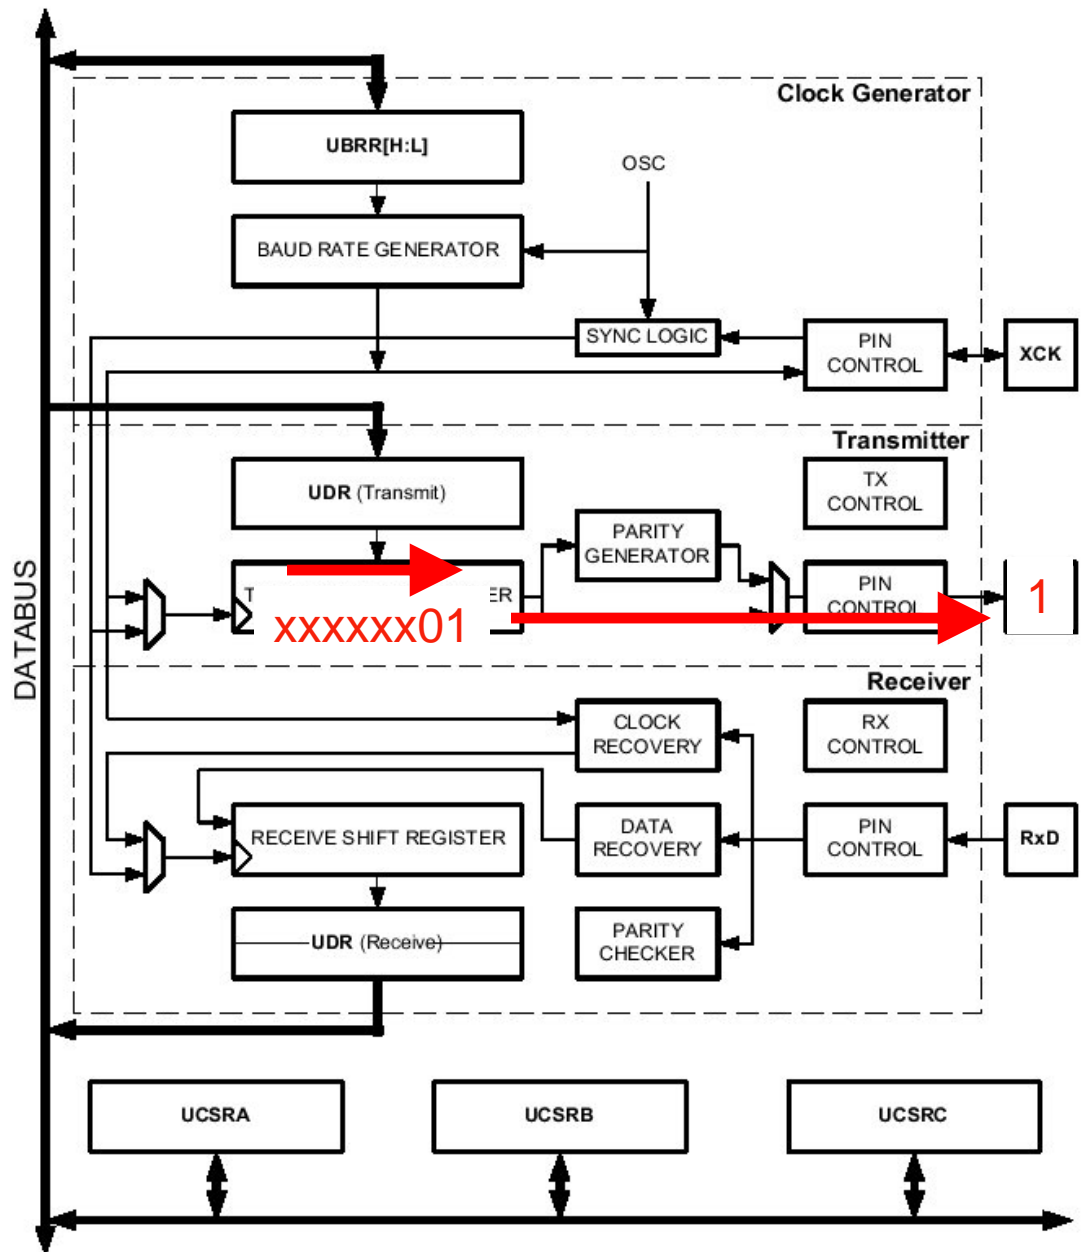 Clock Generator
UBRR[H:L]
OSC
BAUD RATE GENERATOR
SYNC LOGIC
PIN
CONTROL
XCK
Transmitter
UDR (Transmit)
TX
CONTROL
PARITY
GENERATOR
T
ER
PIN
CONTROL
1
xxxxxx01
DATABUS
Receiver
CLOCK
RECOVERY
RX
CONTROL
RECEIVE SHIFT REGISTER
DATA
RECOVERY
PIN
CONTROL
RxD
UDR (Receive)
PARITY
CHECKER
UCSRA
UCSRB
UCSRC